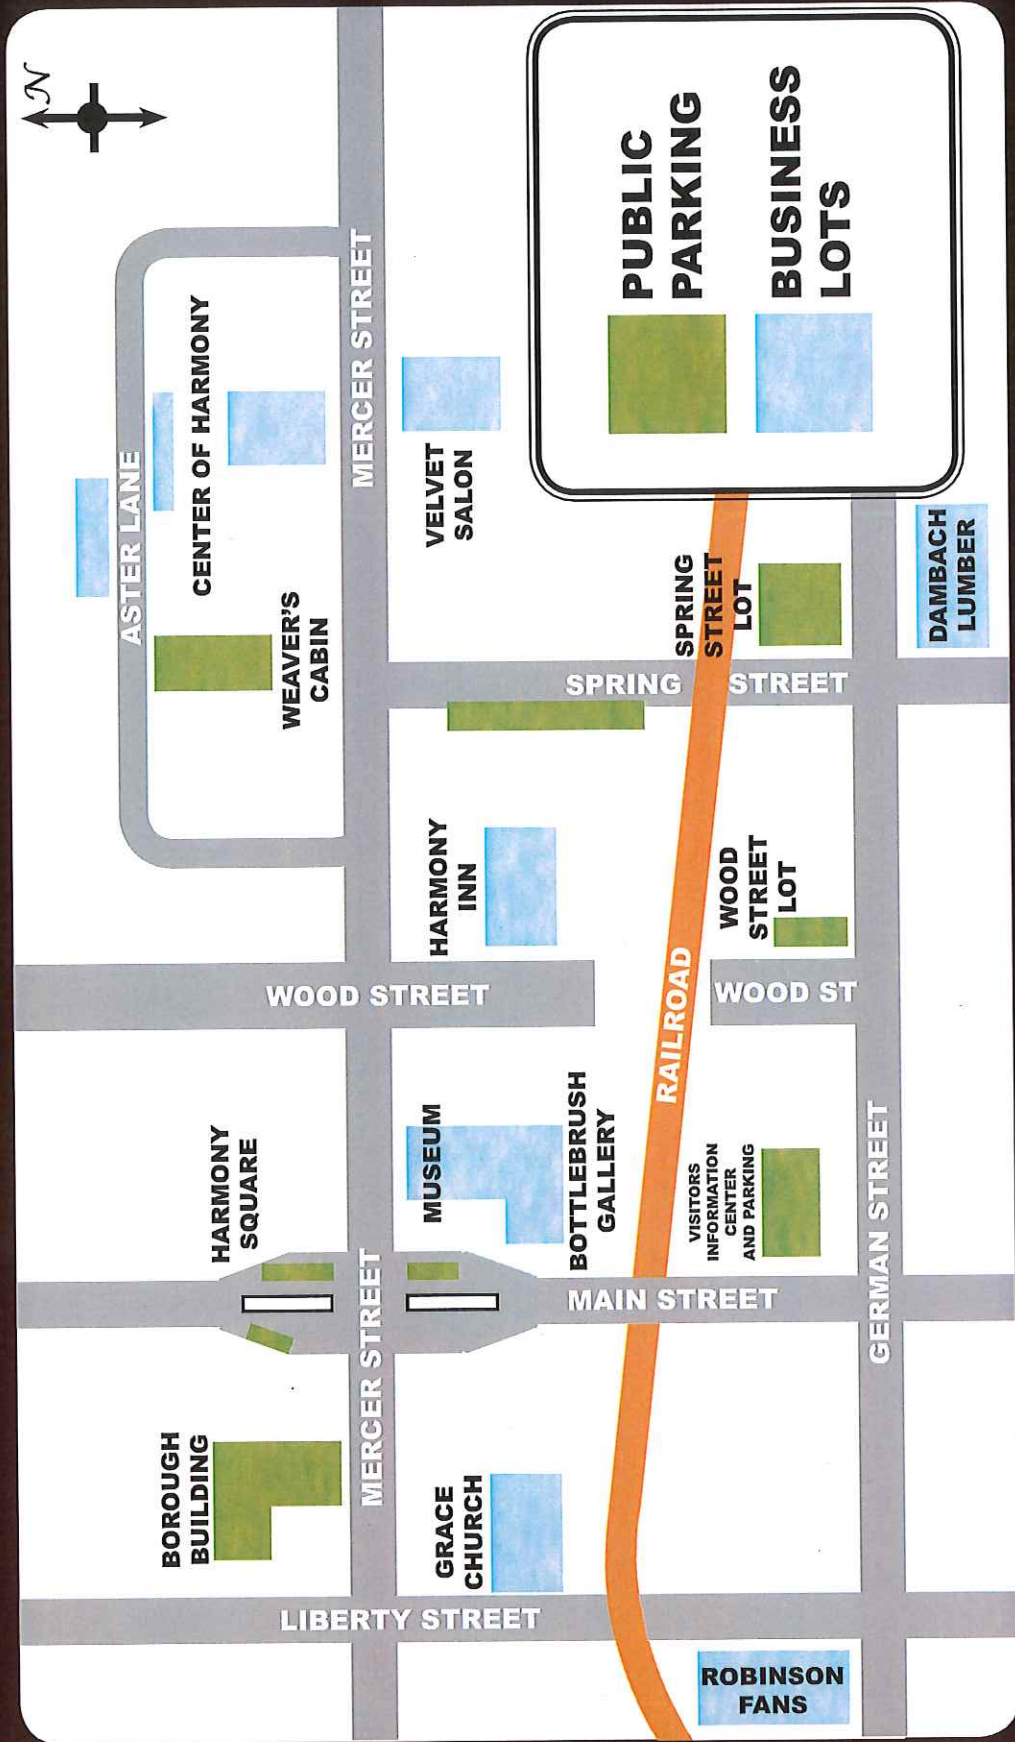 N
PUBLIC
PARKING
BUSINESS
LOTS
ASTER LANE
CENTER OF HARMONY
WEAVER'S
CABIN
MERCER STREET
VELVET
SALON
SPRING
STREET
LOT
SPRING STREET
DAMBACH
LUMBER
HARMONY
INN
WOOD
STREET
LOT
WOOD STREET
WOOD ST
RAILROAD
HARMONY
SQUARE
MUSEUM
BOTTLEBRUSH
GALLERY
VISITORS
INFORMATION
CENTER
AND PARKING
MAIN STREET
MERCER STREET
GERMAN STREET
BOROUGH
BUILDING
GRACE
CHURCH
LIBERTY STREET
ROBINSON
FANS